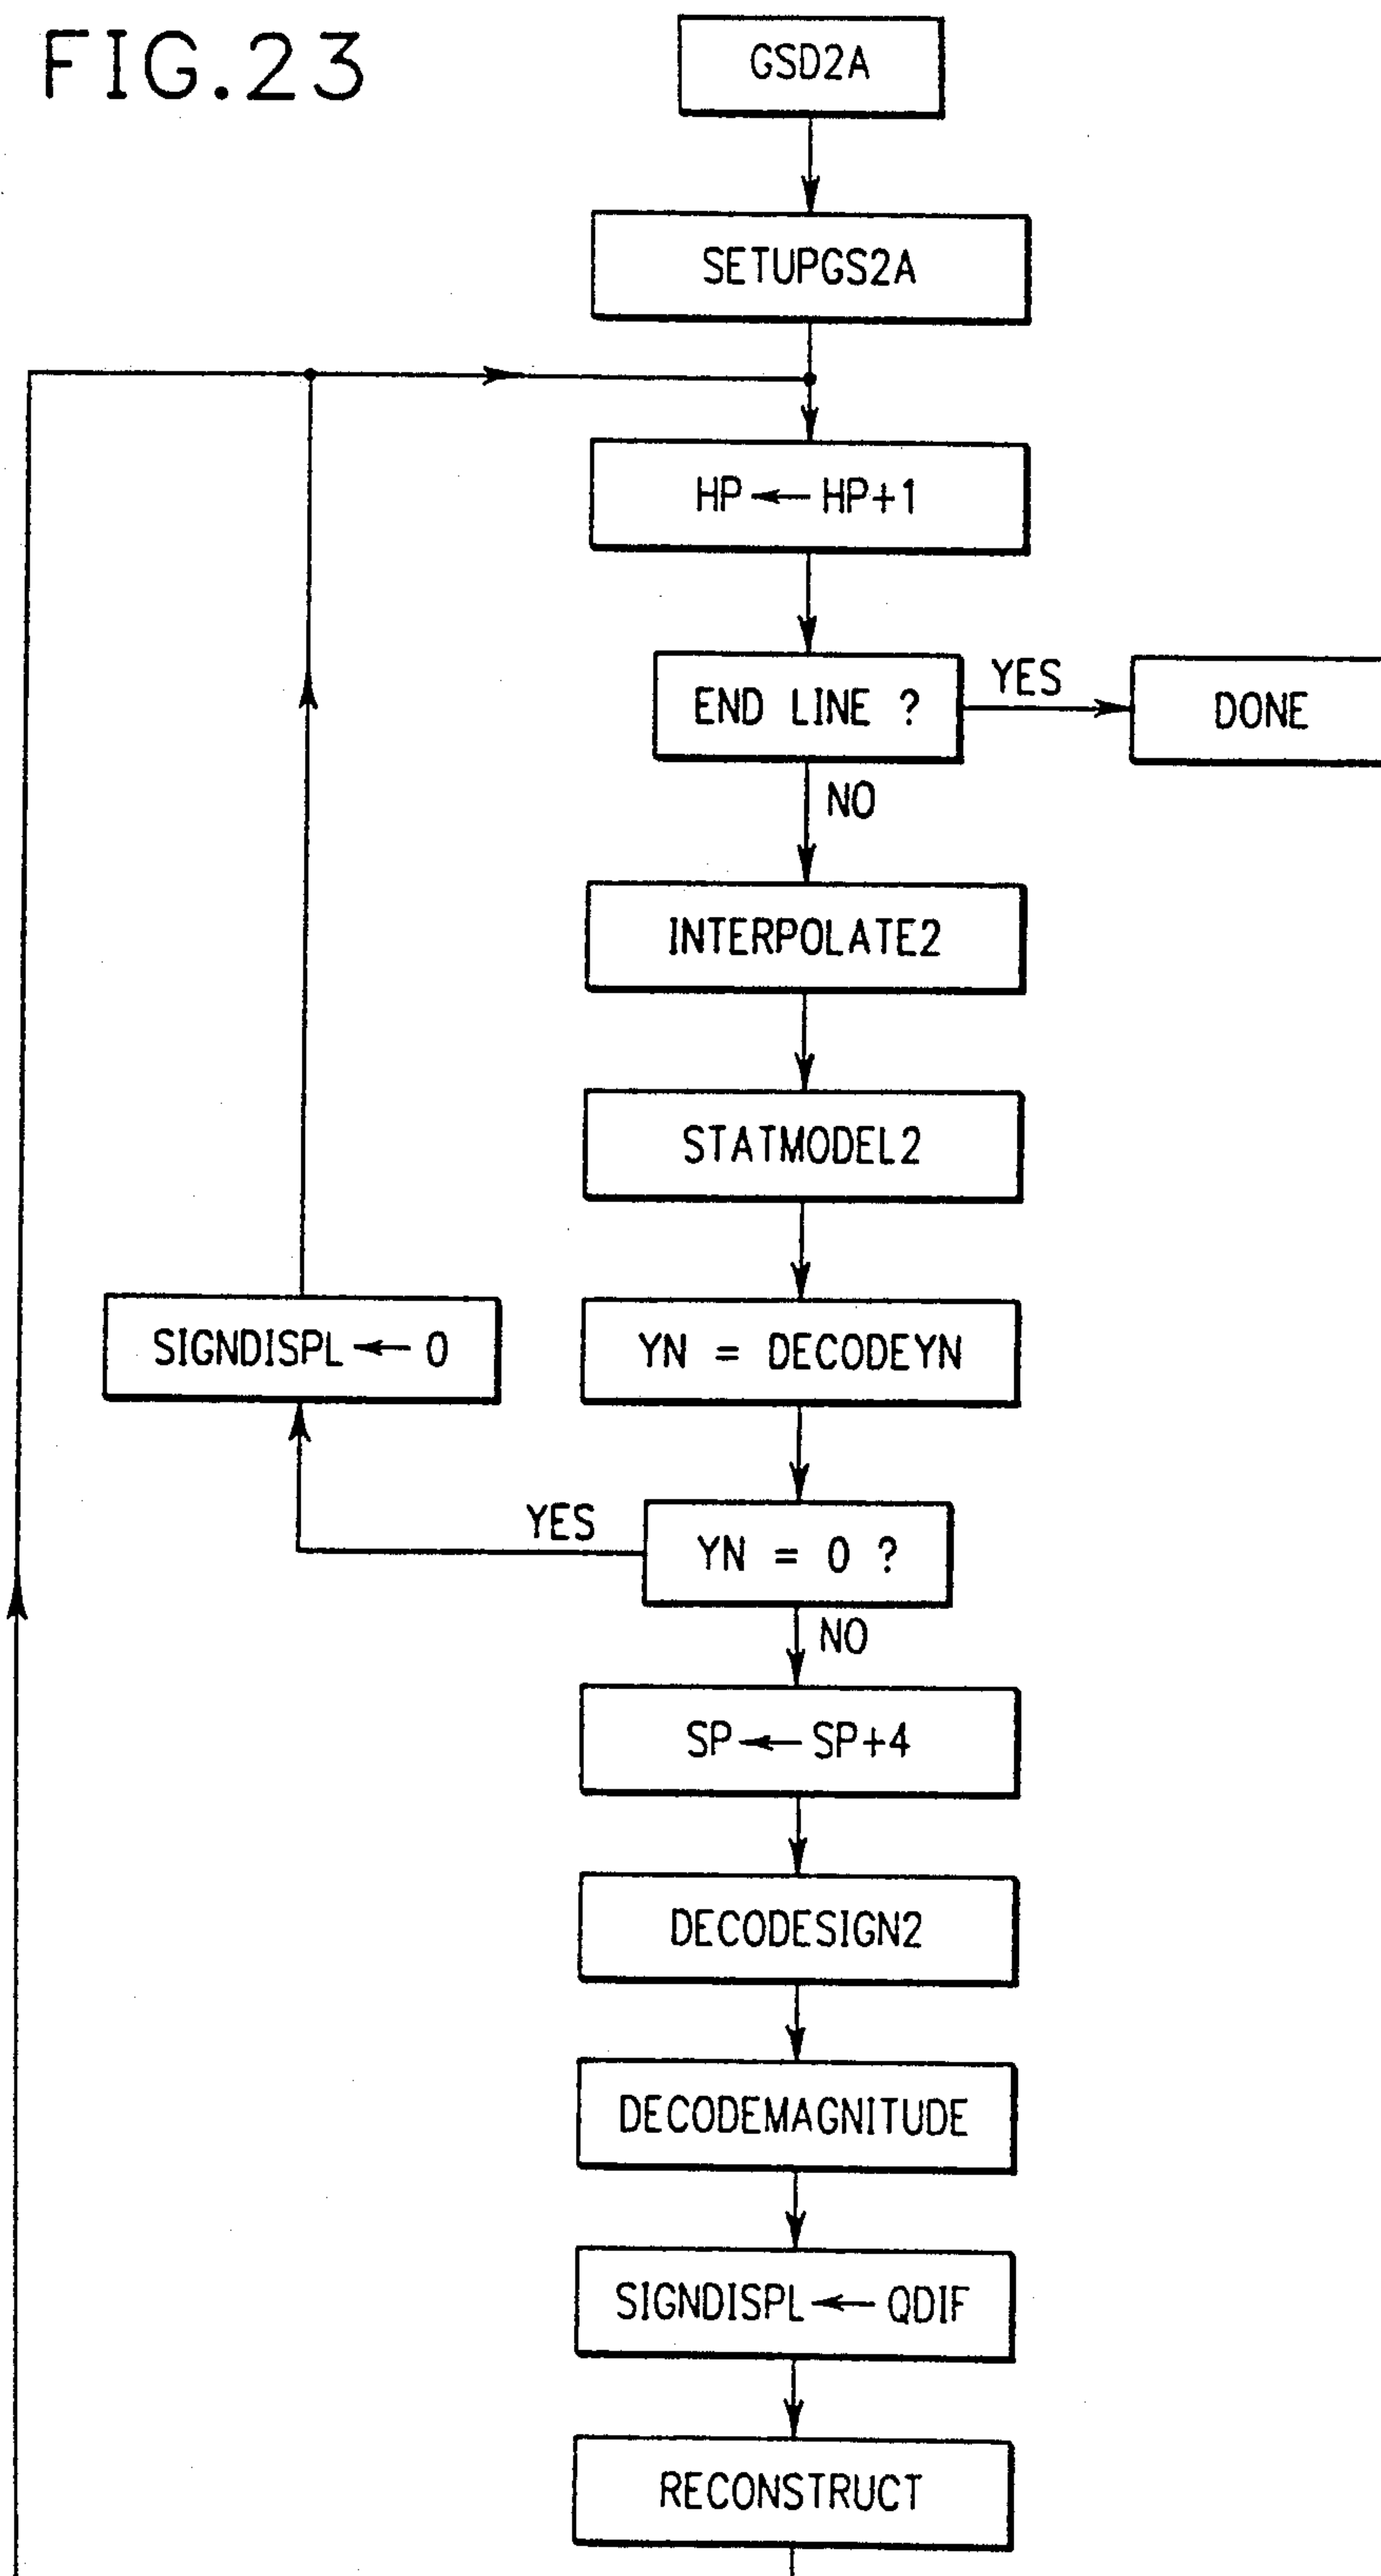 FIG.23
GSD2A
SETUPGS2A
HP ← HP+1
END LINE ?
YES
DONE
NO
INTERPOLATE2
STATMODEL2
SIGNDISPL ← 0
YN = DECODEYN
YES
YN = 0 ?
NO
SP ← SP+4
DECODESIGN2
DECODEMAGNITUDE
SIGNDISPL ← QDIF
RECONSTRUCT